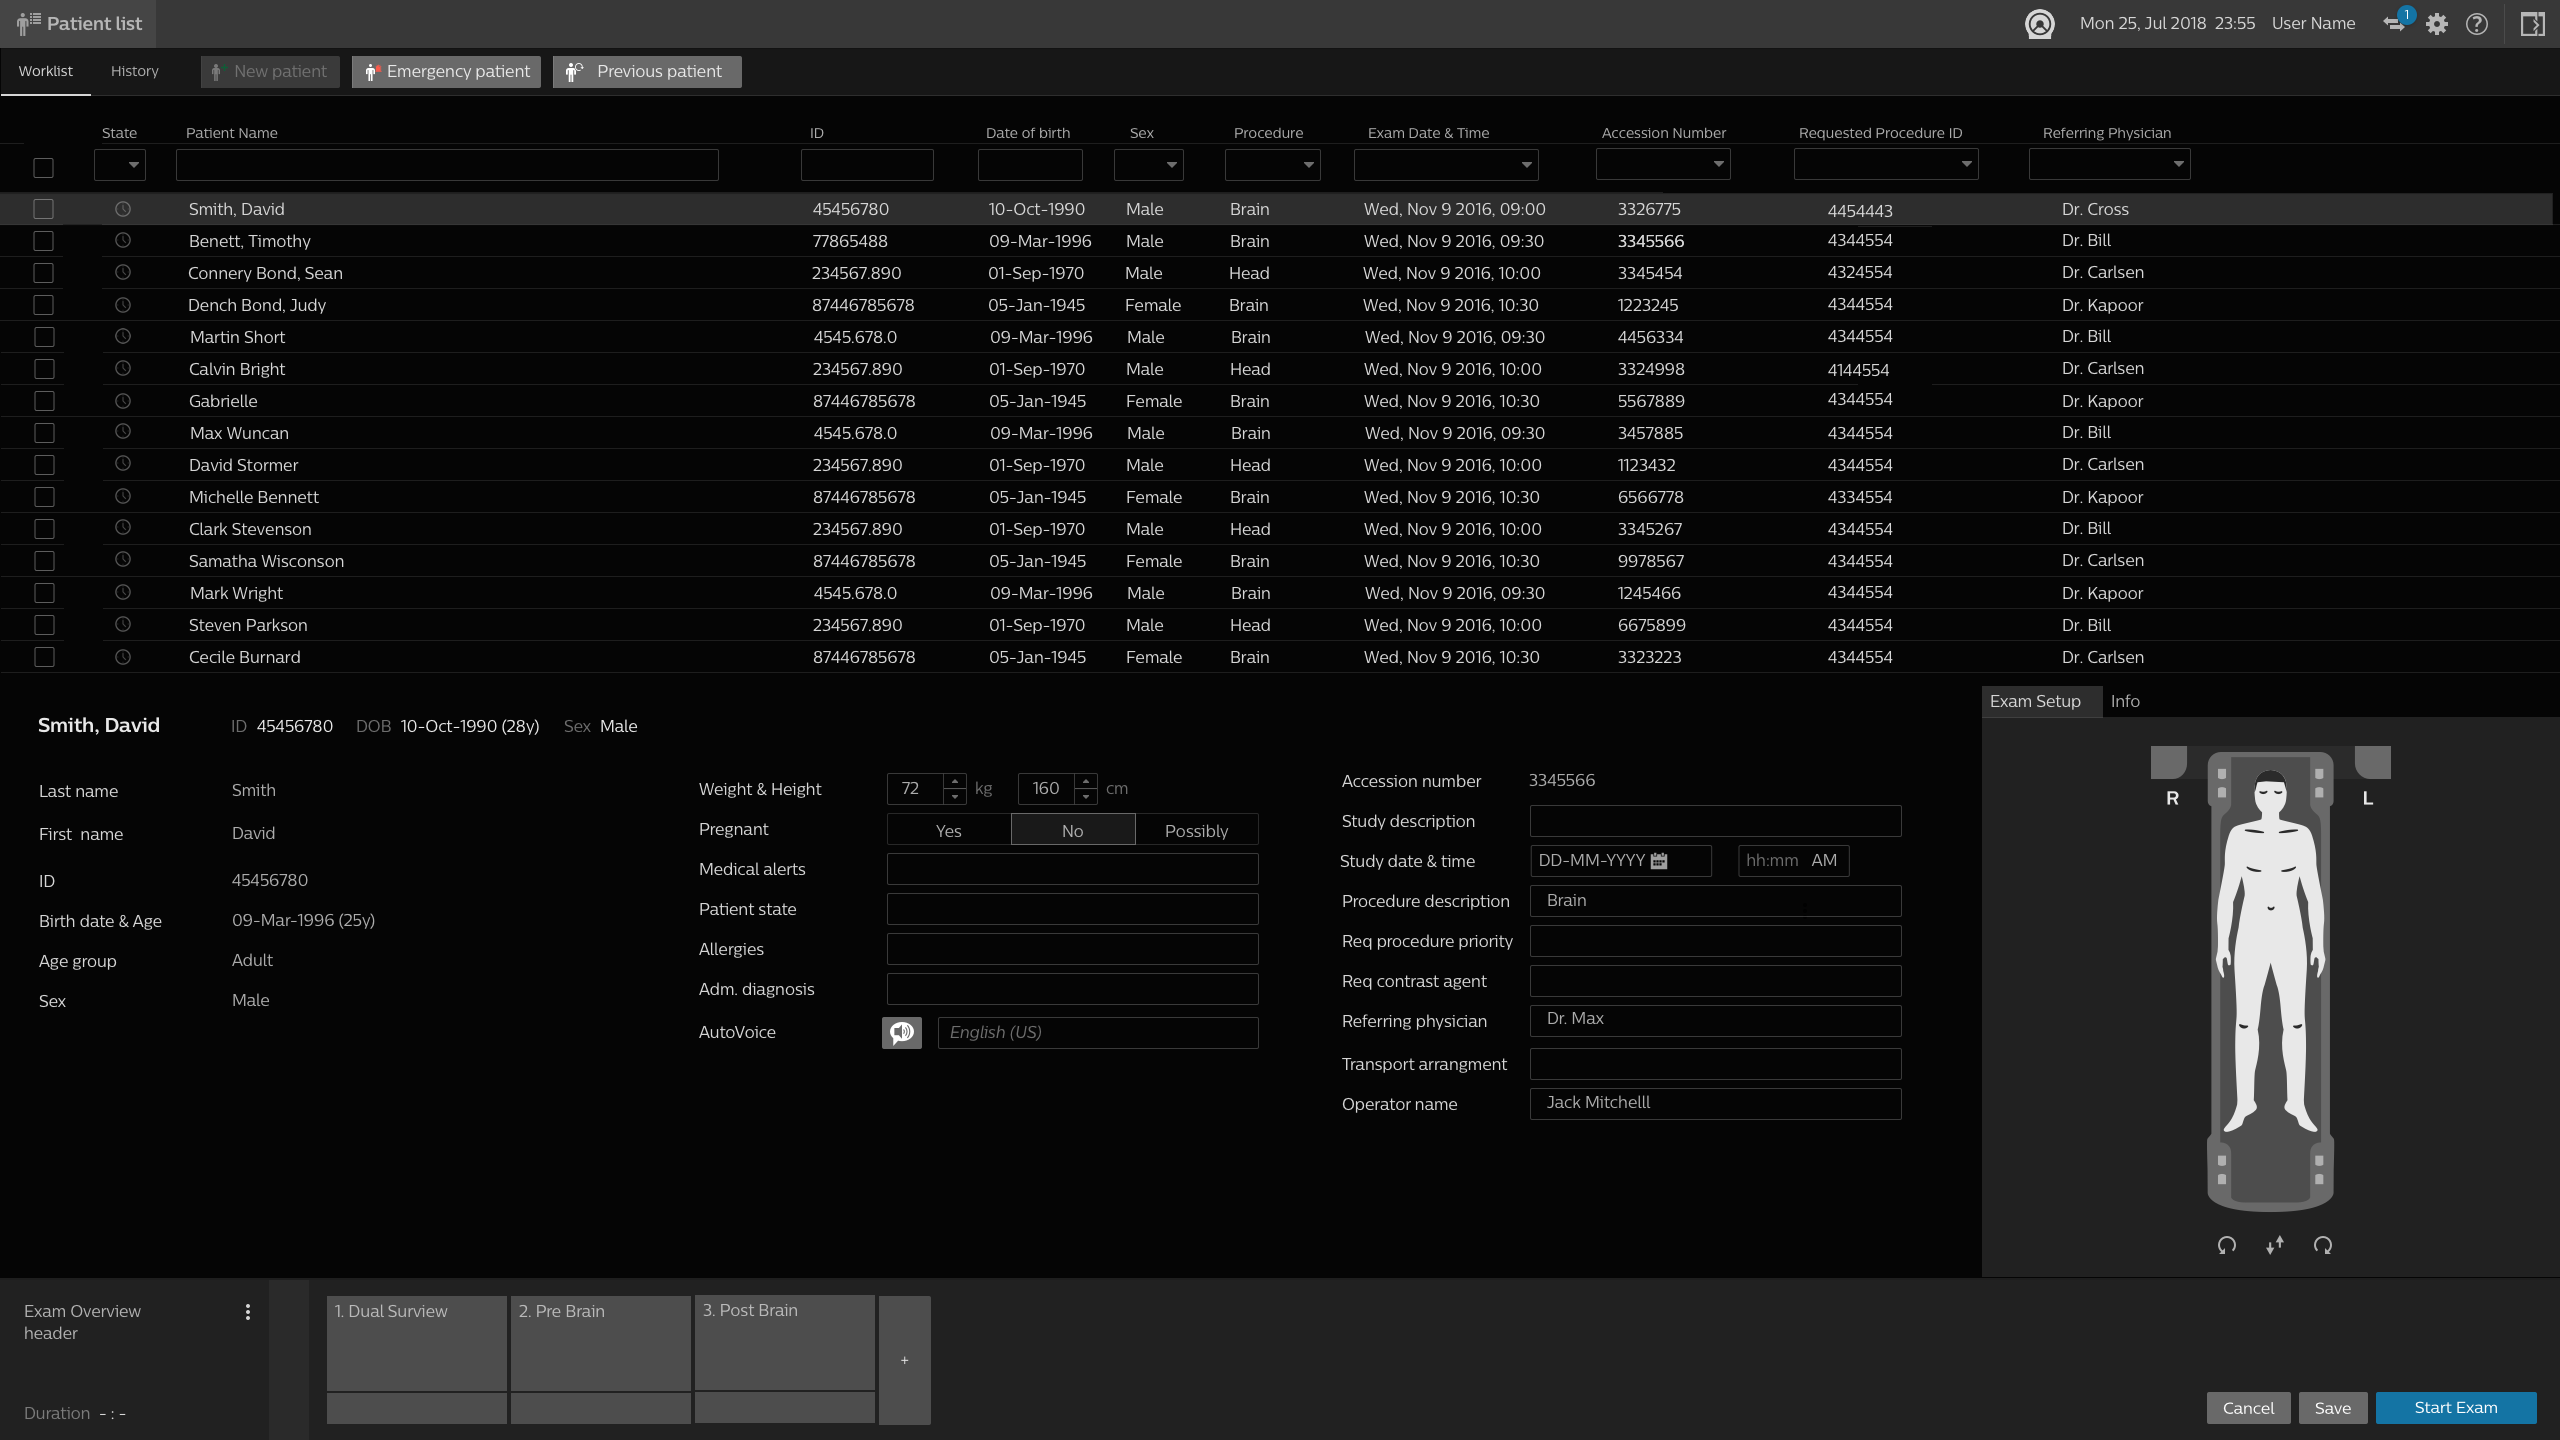 Patient list
Mon 25, Jul 2018 23:55 User Name 1
Worklist History New patient Emergency patient Previous patient
State Patient Name ID Date of birth Sex Procedure Exam Date & Time Accession Number Requested Procedure ID Referring Physician
Smith, David 45456780 10-Oct-1990 Male Brain Wed, Nov 9 2016, 09:00 3326775 4454443 Dr. Cross
Benett, Timothy 77865488 09-Mar-1996 Male Brain Wed, Nov 9 2016, 09:30 3345566 4344554 Dr. Bill
Connery Bond, Sean 234567.890 01-Sep-1970 Male Head Wed, Nov 9 2016, 10:00 3345454 4324554 Dr. Carlsen
Dench Bond, Judy 87446785678 05-Jan-1945 Female Brain Wed, Nov 9 2016, 10:30 1223245 4344554 Dr. Kapoor
Martin Short 4545.678.0 09-Mar-1996 Male Brain Wed, Nov 9 2016, 09:30 4456334 4344554 Dr. Bill
Calvin Bright 234567.890 01-Sep-1970 Male Head Wed, Nov 9 2016, 10:00 3324998 4144554 Dr. Carlsen
Gabrielle 87446785678 05-Jan-1945 Female Brain Wed, Nov 9 2016, 10:30 5567889 4344554 Dr. Kapoor
Max Wuncan 4545.678.0 09-Mar-1996 Male Brain Wed, Nov 9 2016, 09:30 3457885 4344554 Dr. Bill
David Stormer 234567.890 01-Sep-1970 Male Head Wed, Nov 9 2016, 10:00 1123432 4344554 Dr. Carlsen
Michelle Bennett 87446785678 05-Jan-1945 Female Brain Wed, Nov 9 2016, 10:30 6566778 4334554 Dr. Kapoor
Clark Stevenson 234567.890 01-Sep-1970 Male Head Wed, Nov 9 2016, 10:00 3345267 4344554 Dr. Bill
Samatha Wisconson 87446785678 05-Jan-1945 Female Brain Wed, Nov 9 2016, 10:30 9978567 4344554 Dr. Carlsen
Mark Wright 4545.678.0 09-Mar-1996 Male Brain Wed, Nov 9 2016, 09:30 1245466 4344554 Dr. Kapoor
Steven Parkson 234567.890 01-Sep-1970 Male Head Wed, Nov 9 2016, 10:00 6675899 4344554 Dr. Bill
Cecile Burnard 87446785678 05-Jan-1945 Female Brain Wed, Nov 9 2016, 10:30 3323223 4344554 Dr. Carlsen
Smith, David ID 45456780 DOB 10-Oct-1990 (28y) Sex Male
Last name Smith
First name David
ID 45456780
Birth date & Age 09-Mar-1996 (25y)
Age group Adult
Sex Male
Weight & Height 72 kg 160 cm
Pregnant Yes No Possibly
Medical alerts
Patient state
Allergies
Adm. diagnosis
AutoVoice English (US)
Accession number 3345566
Study description
Study date & time DD-MM-YYYY hh:mm AM
Procedure description Brain
Req procedure priority
Req contrast agent
Referring physician Dr. Max
Transport arrangment
Operator name Jack Mitchelll
Exam Setup Info
R L
Exam Overview
header
Duration - : -
1. Dual Surview 2. Pre Brain 3. Post Brain +
Cancel Save Start Exam